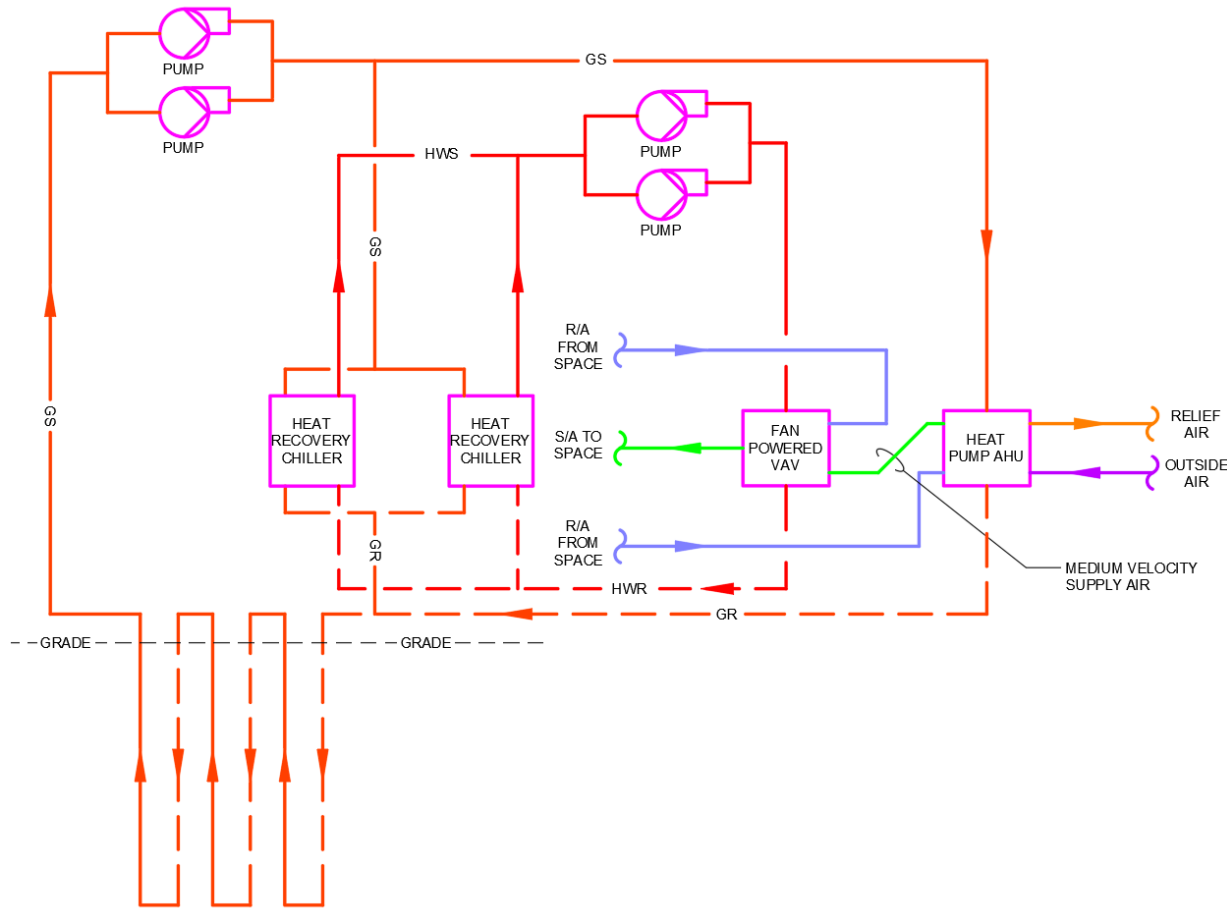 PUMP
GS
PUMP
HWS
PUMP
GS
PUMP
R/A
FROM
SPACE
GS
HEAT
RECOVERY
CHILLER
HEAT
RECOVERY
CHILLER
S/A TO
SPACE
FAN
POWERED
VAV
HEAT
PUMP AHU
RELIEF
AIR
OUTSIDE
AIR
R/A
FROM
SPACE
GR
MEDIUM VELOCITY
SUPPLY AIR
HWR
GR
GRADE
GRADE